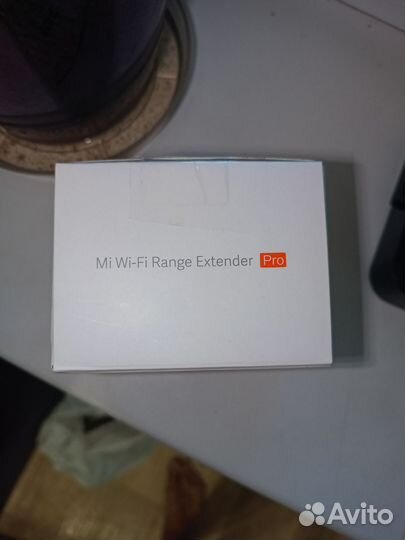 Mi Wi-Fi Range Extender Pro
Avito